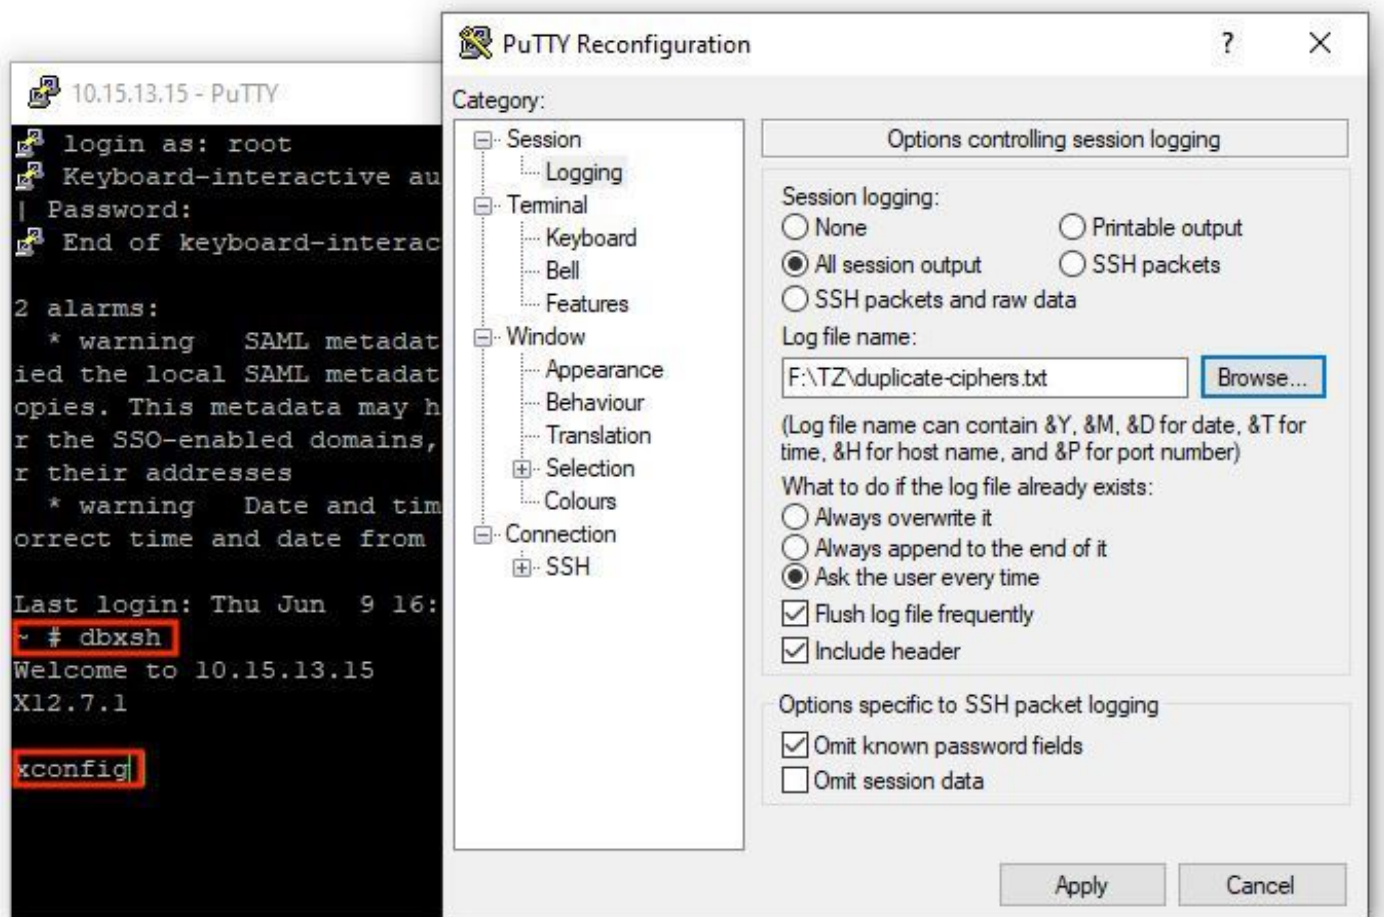 10.15.13.15 - PuTTY
login as: root
Keyboard-interactive au
| Password:
End of keyboard-interac
2 alarms:
* warning   SAML metadat
ied the local SAML metadat
opies. This metadata may h
r the SSO-enabled domains,
r their addresses
* warning   Date and tim
orrect time and date from
Last login: Thu Jun  9 16:
~ # dbxsh
Welcome to 10.15.13.15
X12.7.1
xconfig
PuTTY Reconfiguration
?
Category:
Session
Logging
Terminal
Keyboard
Bell
Features
Window
Appearance
Behaviour
Translation
Selection
Colours
Connection
SSH
Options controlling session logging
Session logging:
None
Printable output
All session output
SSH packets
SSH packets and raw data
Log file name:
F:\TZ\duplicate-ciphers.txt
Browse...
(Log file name can contain &Y, &M, &D for date, &T for
time, &H for host name, and &P for port number)
What to do if the log file already exists:
Always overwrite it
Always append to the end of it
Ask the user every time
Flush log file frequently
Include header
Options specific to SSH packet logging
Omit known password fields
Omit session data
Apply
Cancel